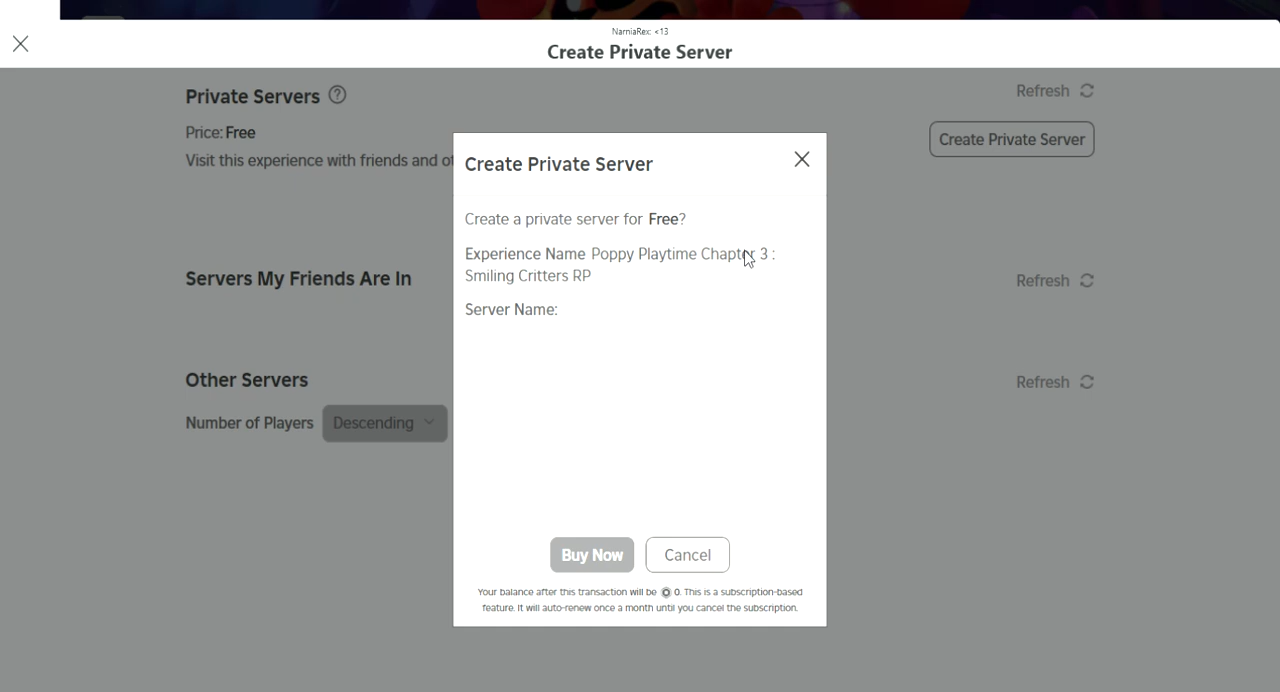 NarniaRex: <13
Create Private Server
Private Servers
Refresh
Price: Free
Create Private Server
Visit this experience with friends and ot
Create Private Server
Create a private server for Free?
Experience Name Poppy Playtime Chapter 3 :
Smiling Critters RP
Server Name:
Servers My Friends Are In
Refresh
Other Servers
Refresh
Number of Players Descending
Buy Now Cancel
Your balance after this transaction will be 0. This is a subscription-based
feature. It will auto-renew once a month until you cancel the subscription.